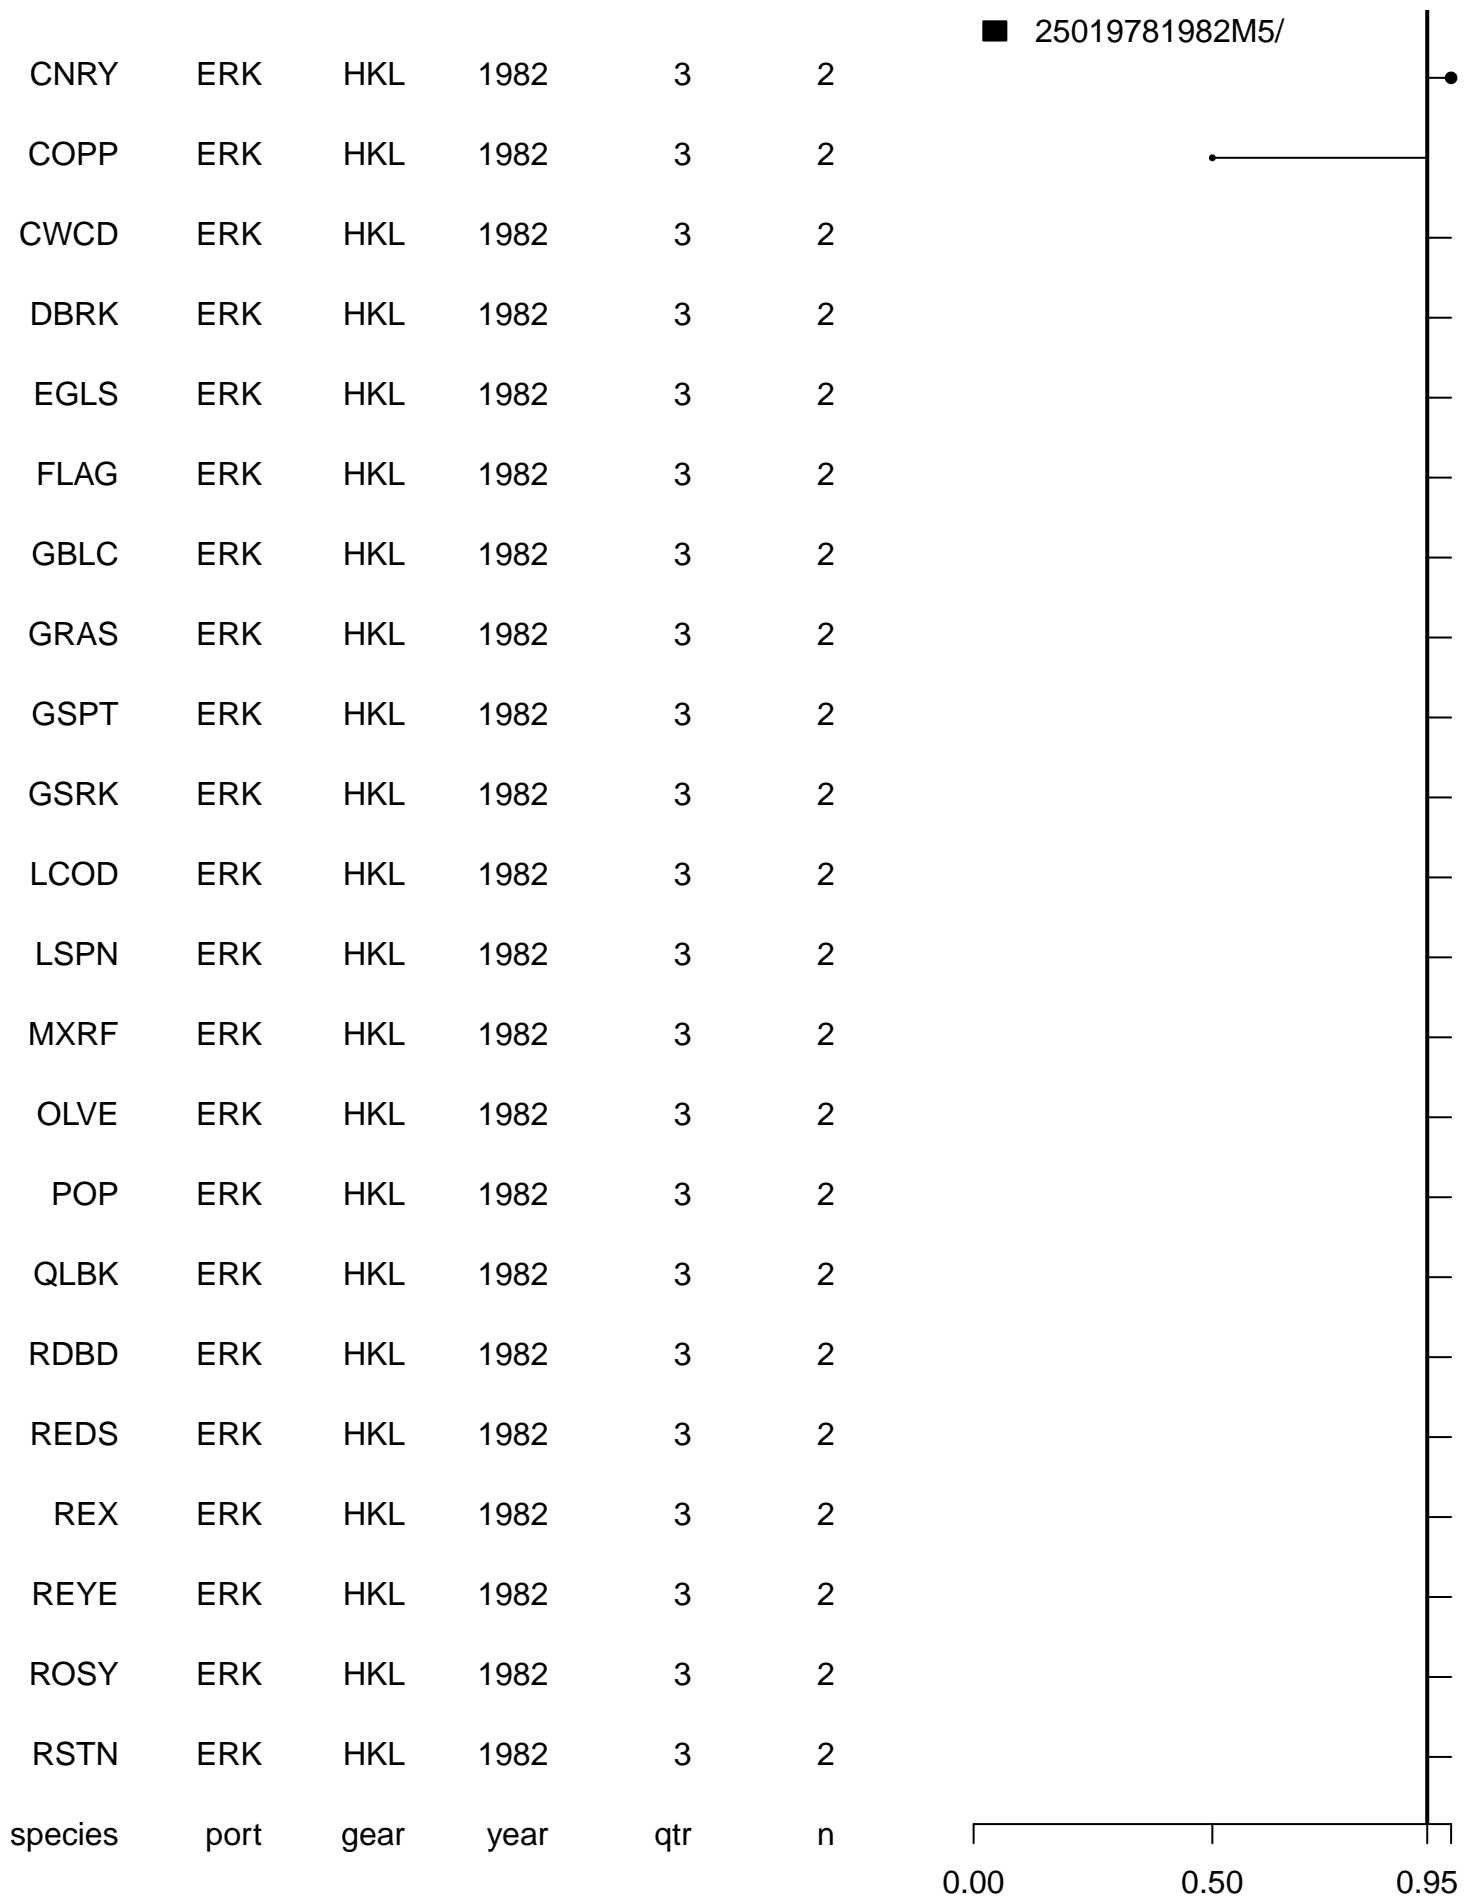 25019781982M5/
CNRY ERK HKL 1982 3 2
COPP ERK HKL 1982 3 2
CWCD ERK HKL 1982 3 2
DBRK ERK HKL 1982 3 2
EGLS ERK HKL 1982 3 2
FLAG ERK HKL 1982 3 2
GBLC ERK HKL 1982 3 2
GRAS ERK HKL 1982 3 2
GSPT ERK HKL 1982 3 2
GSRK ERK HKL 1982 3 2
LCOD ERK HKL 1982 3 2
LSPN ERK HKL 1982 3 2
MXRF ERK HKL 1982 3 2
OLVE ERK HKL 1982 3 2
POP ERK HKL 1982 3 2
QLBK ERK HKL 1982 3 2
RDBD ERK HKL 1982 3 2
REDS ERK HKL 1982 3 2
REX ERK HKL 1982 3 2
REYE ERK HKL 1982 3 2
ROSY ERK HKL 1982 3 2
RSTN ERK HKL 1982 3 2
species port gear year qtr n
0.00 0.50 0.95